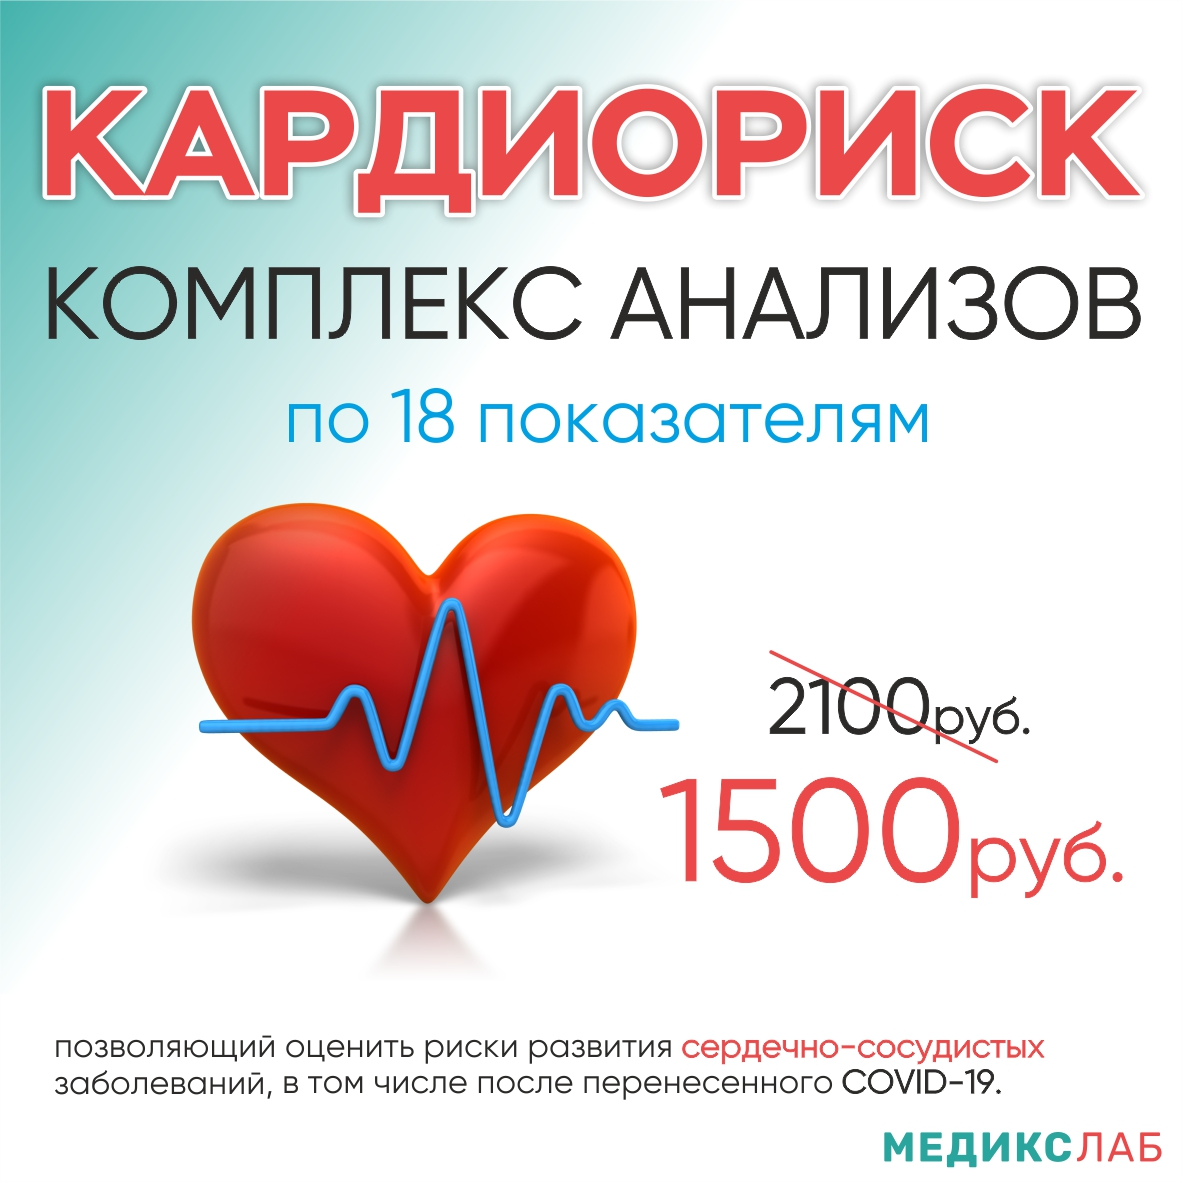 КАРДИОРИСК
КОМПЛЕКС АНАЛИЗОВ
по 18 показателям
2100руб.
1500руб.
позволяющий оценить риски развития сердечно-сосудистых
заболеваний, в том числе после перенесенного COVID-19.
МЕДИКСЛАБ